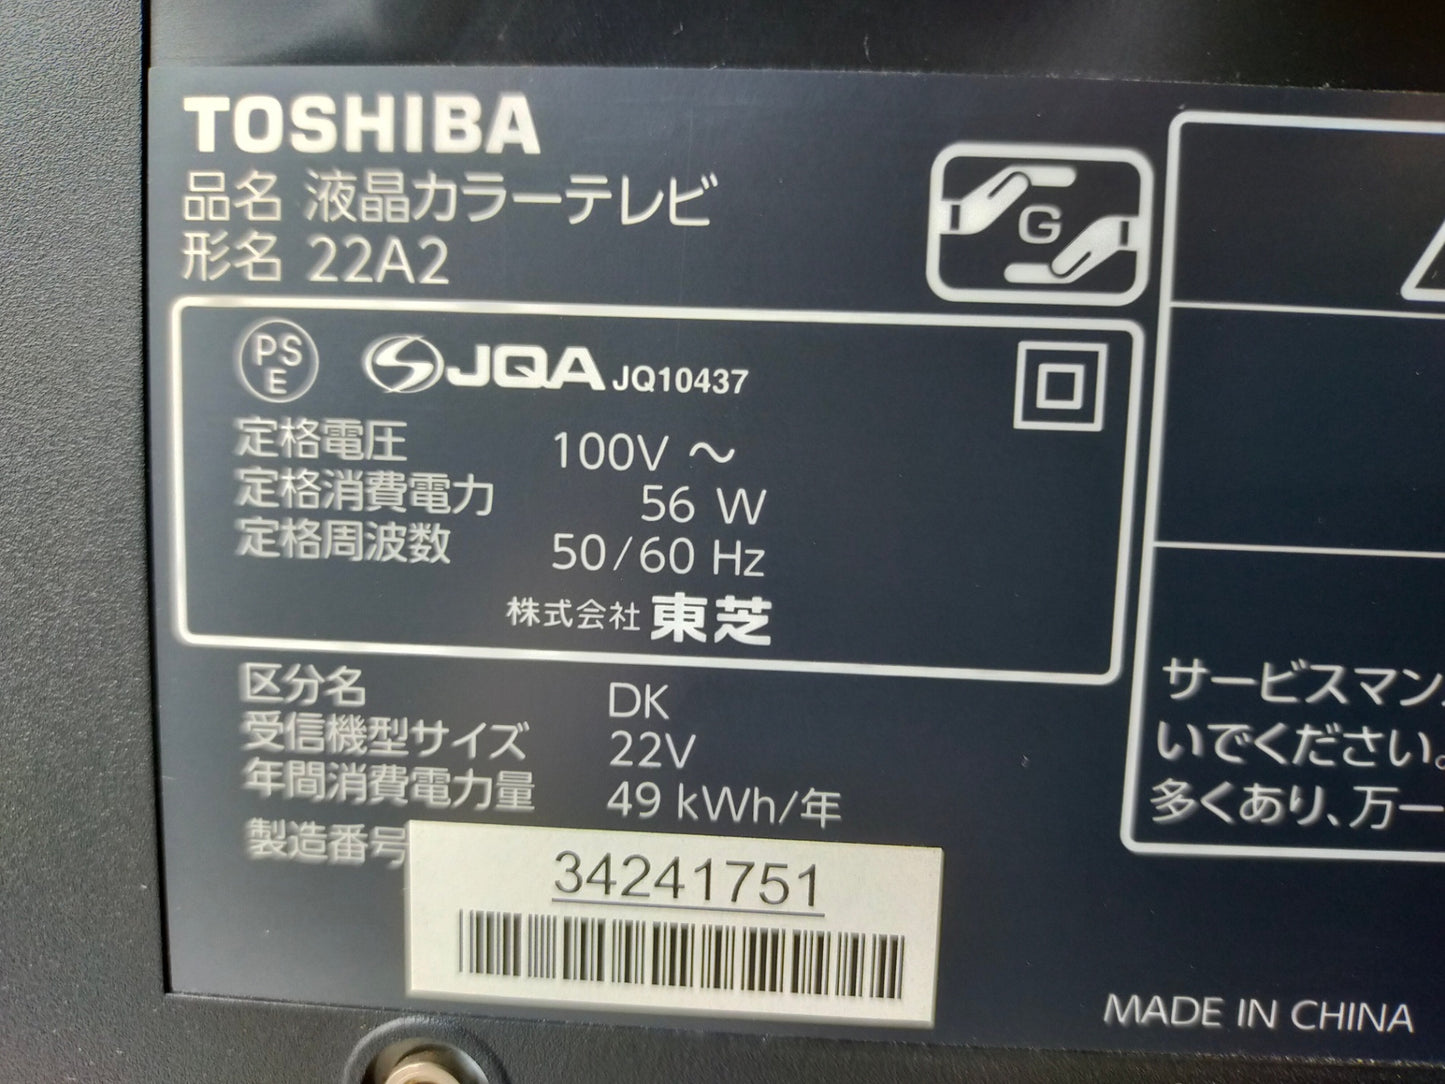 TOSHIBA
品名 液晶カラーテレビ
形名 22A2
G
PS
E
JQA JQ10437
定格電圧 100V ～
定格消費電力 56 W
定格周波数 50/60 Hz
株式会社 東芝
区分名 DK
受信機型サイズ 22V
年間消費電力量 49 kWh/年
製造番号
34241751
サービスマン
いでください。
多くあり、万一
MADE IN CHINA